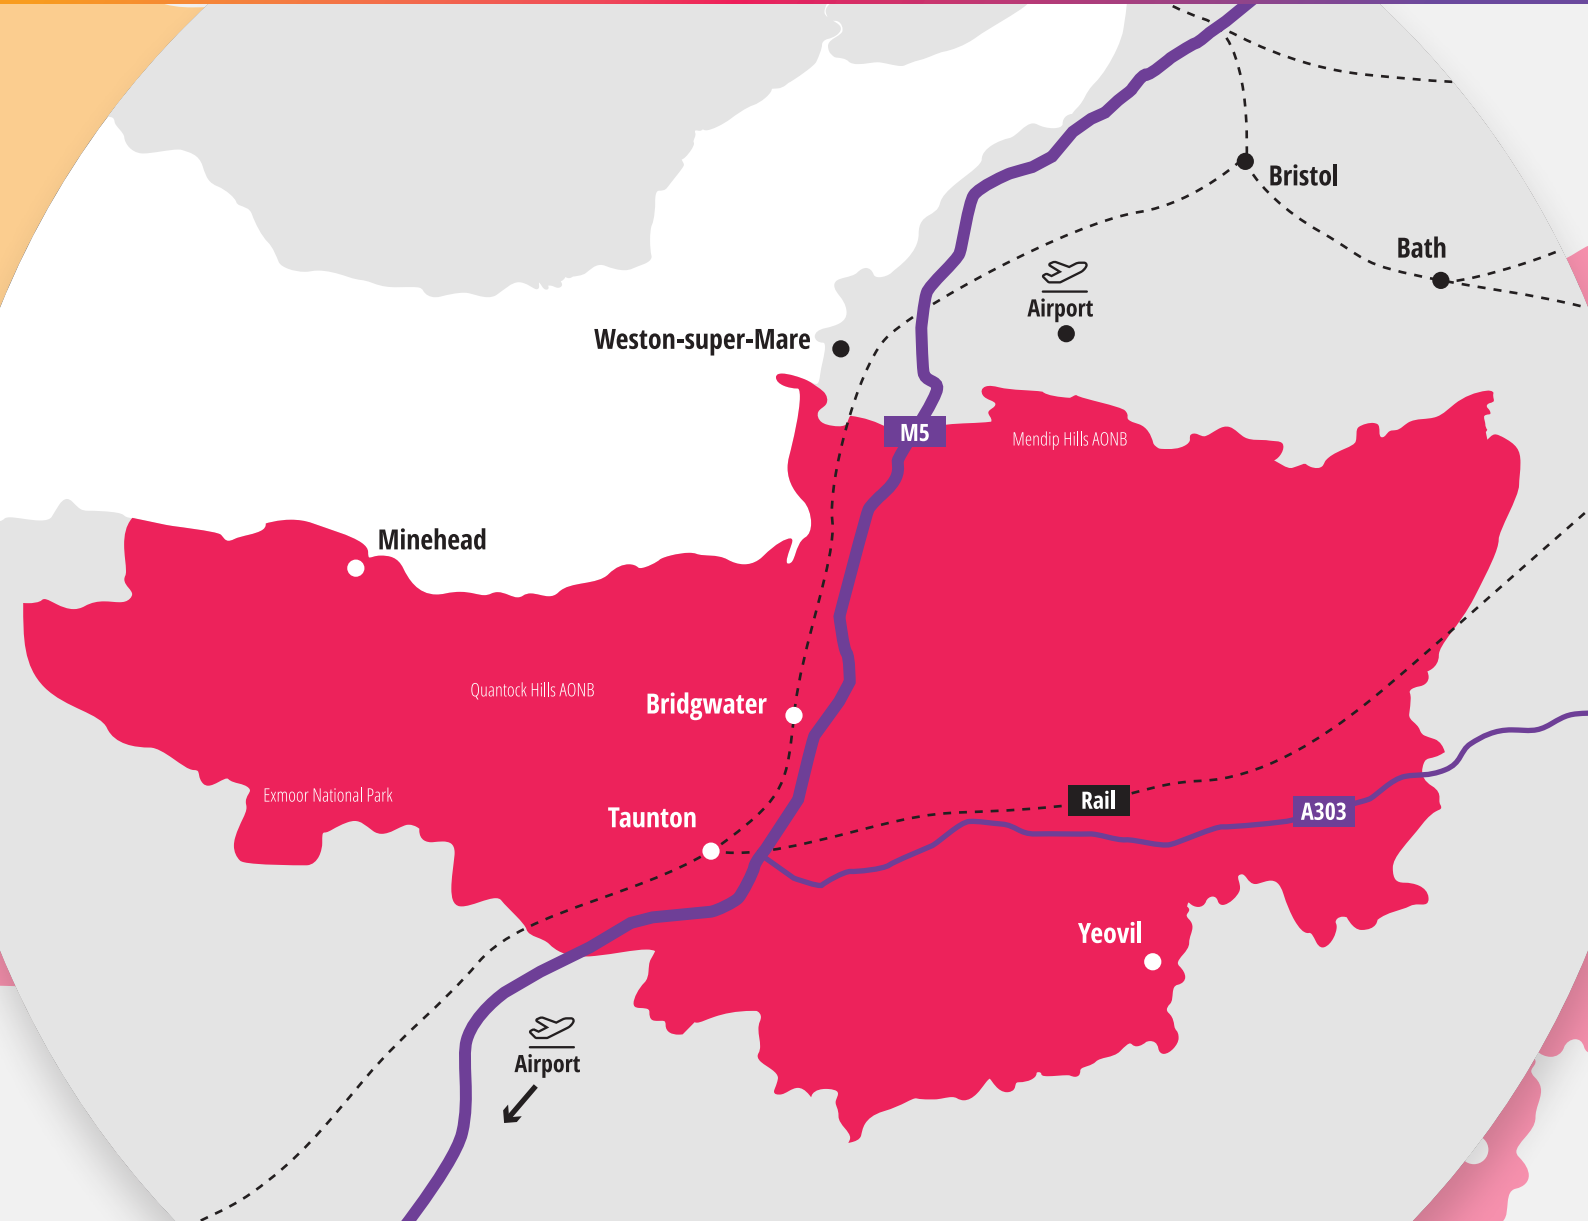 Bristol
Bath
Airport
Weston-super-Mare
M5
Mendip Hills AONB
Minehead
Quantock Hills AONB
Bridgwater
Exmoor National Park
Rail
A303
Taunton
Yeovil
Airport